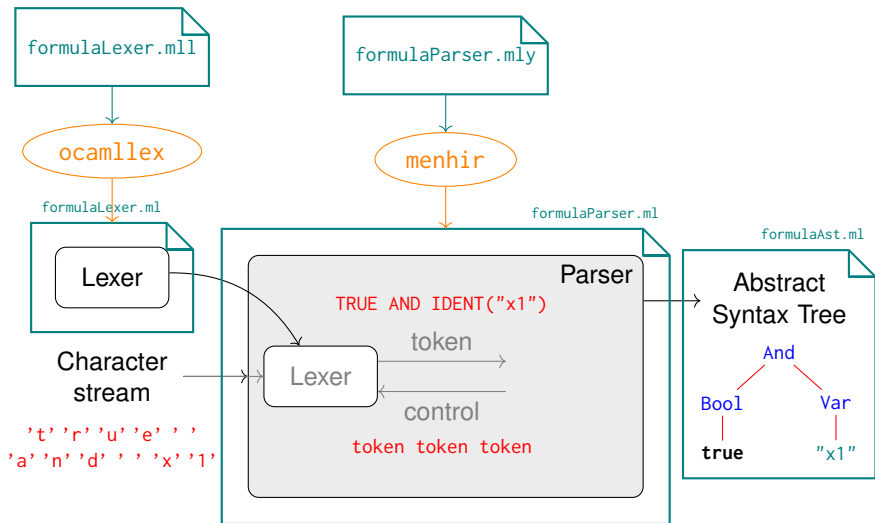 formulaLexer.mll
formulaParser.mly
ocamllex
menhir
formulaLexer.ml
formulaParser.ml
formulaAst.ml
Lexer
Parser
TRUE AND IDENT("x1")
token
Lexer
control
token token token
Character
stream
't' 'r' 'u' 'e' ' '
'a' 'n' 'd' ' ' 'x' '1'
Abstract
Syntax Tree
And
Bool
Var
true
"x1"